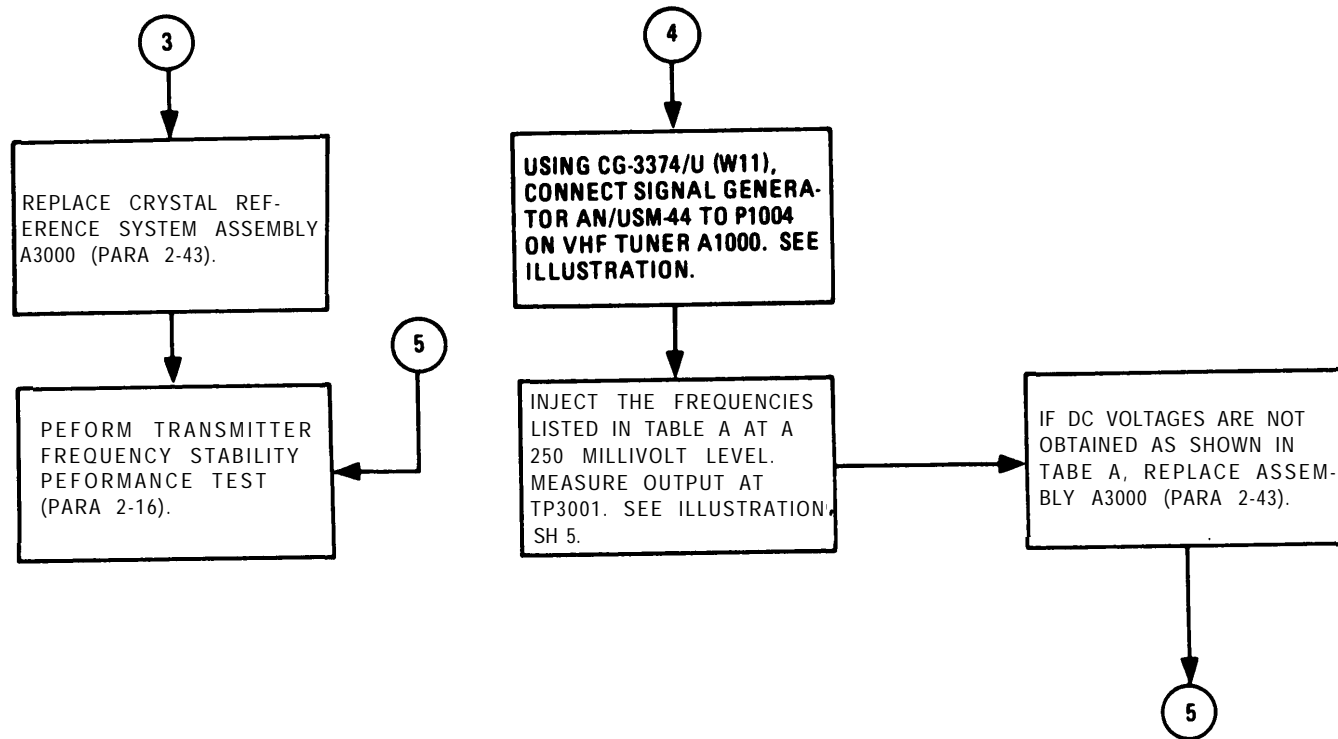 3
REPLACE CRYSTAL REF-
ERENCE SYSTEM ASSEMBLY
A3000 (PARA 2-43).
5
PEFORM TRANSMITTER
FREQUENCY STABILITY
PEFORMANCE TEST
(PARA 2-16).
4
USING CG-3374/U (W11),
CONNECT SIGNAL GENERA-
TOR AN/USM-44 TO P1004
ON VHF TUNER A1000. SEE
ILLUSTRATION.
INJECT THE FREQUENCIES
LISTED IN TABLE A AT A
250 MILLIVOLT LEVEL.
MEASURE OUTPUT AT
TP3001. SEE ILLUSTRATION,
SH 5.
IF DC VOLTAGES ARE NOT
OBTAINED AS SHOWN IN
TABE A, REPLACE ASSEM-
BLY A3000 (PARA 2-43).
5